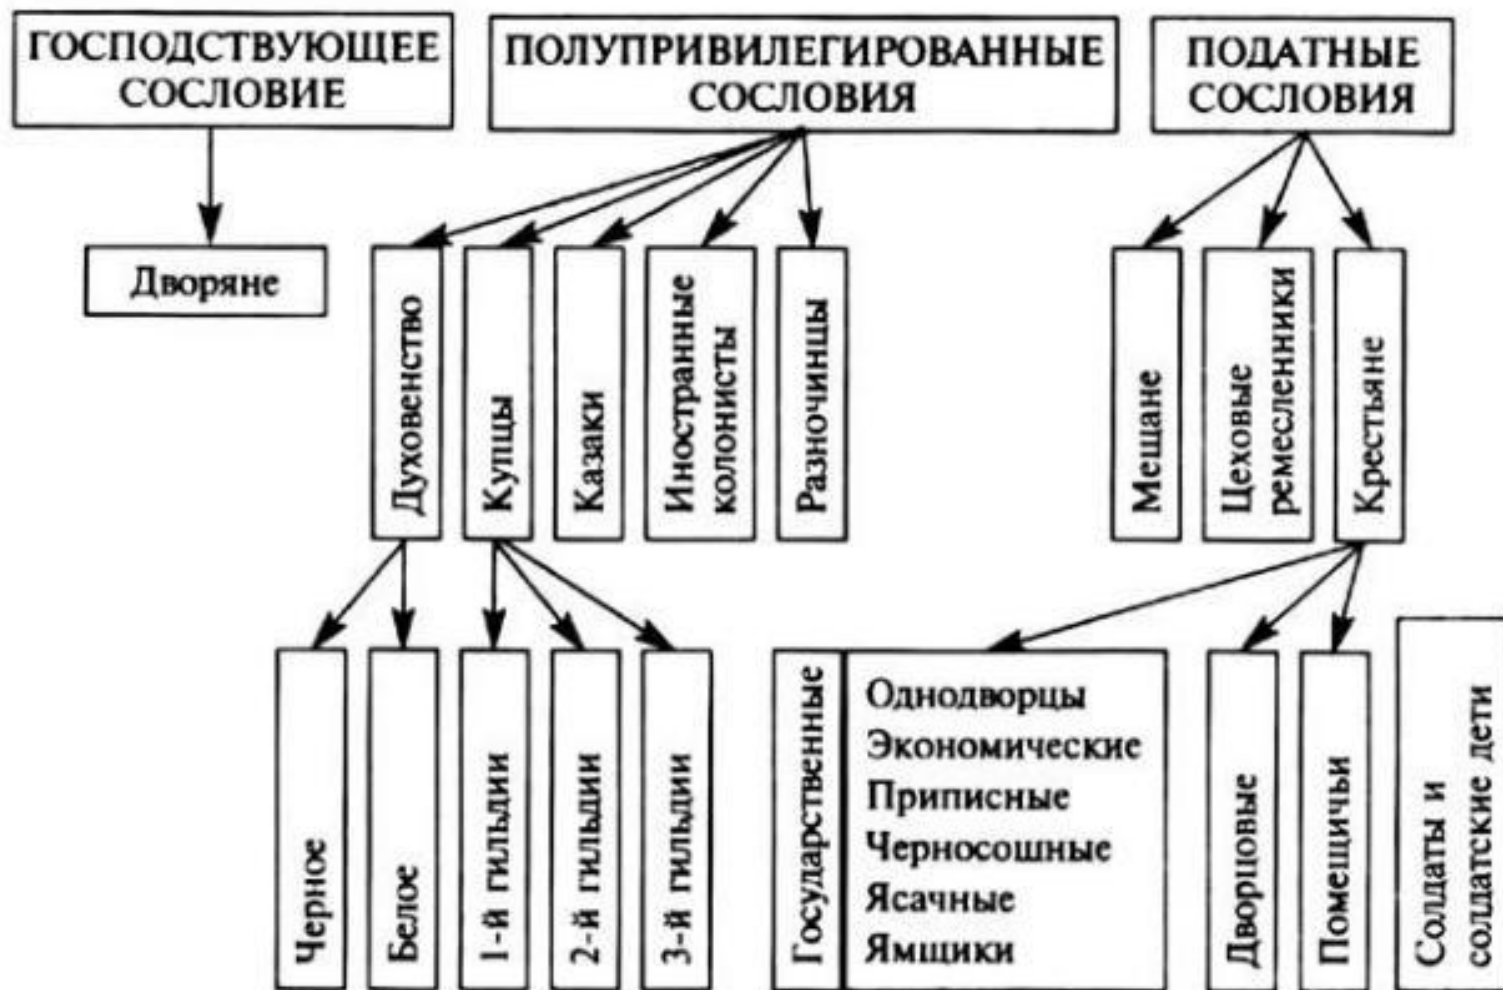 ГОСПОДСТВУЮЩЕЕ
СОСЛОВИЕ
ПОЛУПРИВИЛЕГИРОВАННЫЕ
СОСЛОВИЯ
ПОДАТНЫЕ
СОСЛОВИЯ
Дворяне
Духовенство
Купцы
Казаки
Иностранные
колонисты
Разночинцы
Мещане
Цеховые
ремесленники
Крестьяне
Черное
Белое
1-й гильдии
2-й гильдии
3-й гильдии
Государственные
Однодворцы
Экономические
Приписные
Черносошные
Ясачные
Ямщики
Дворцовые
Помещичьи
Солдаты и
солдатские дети